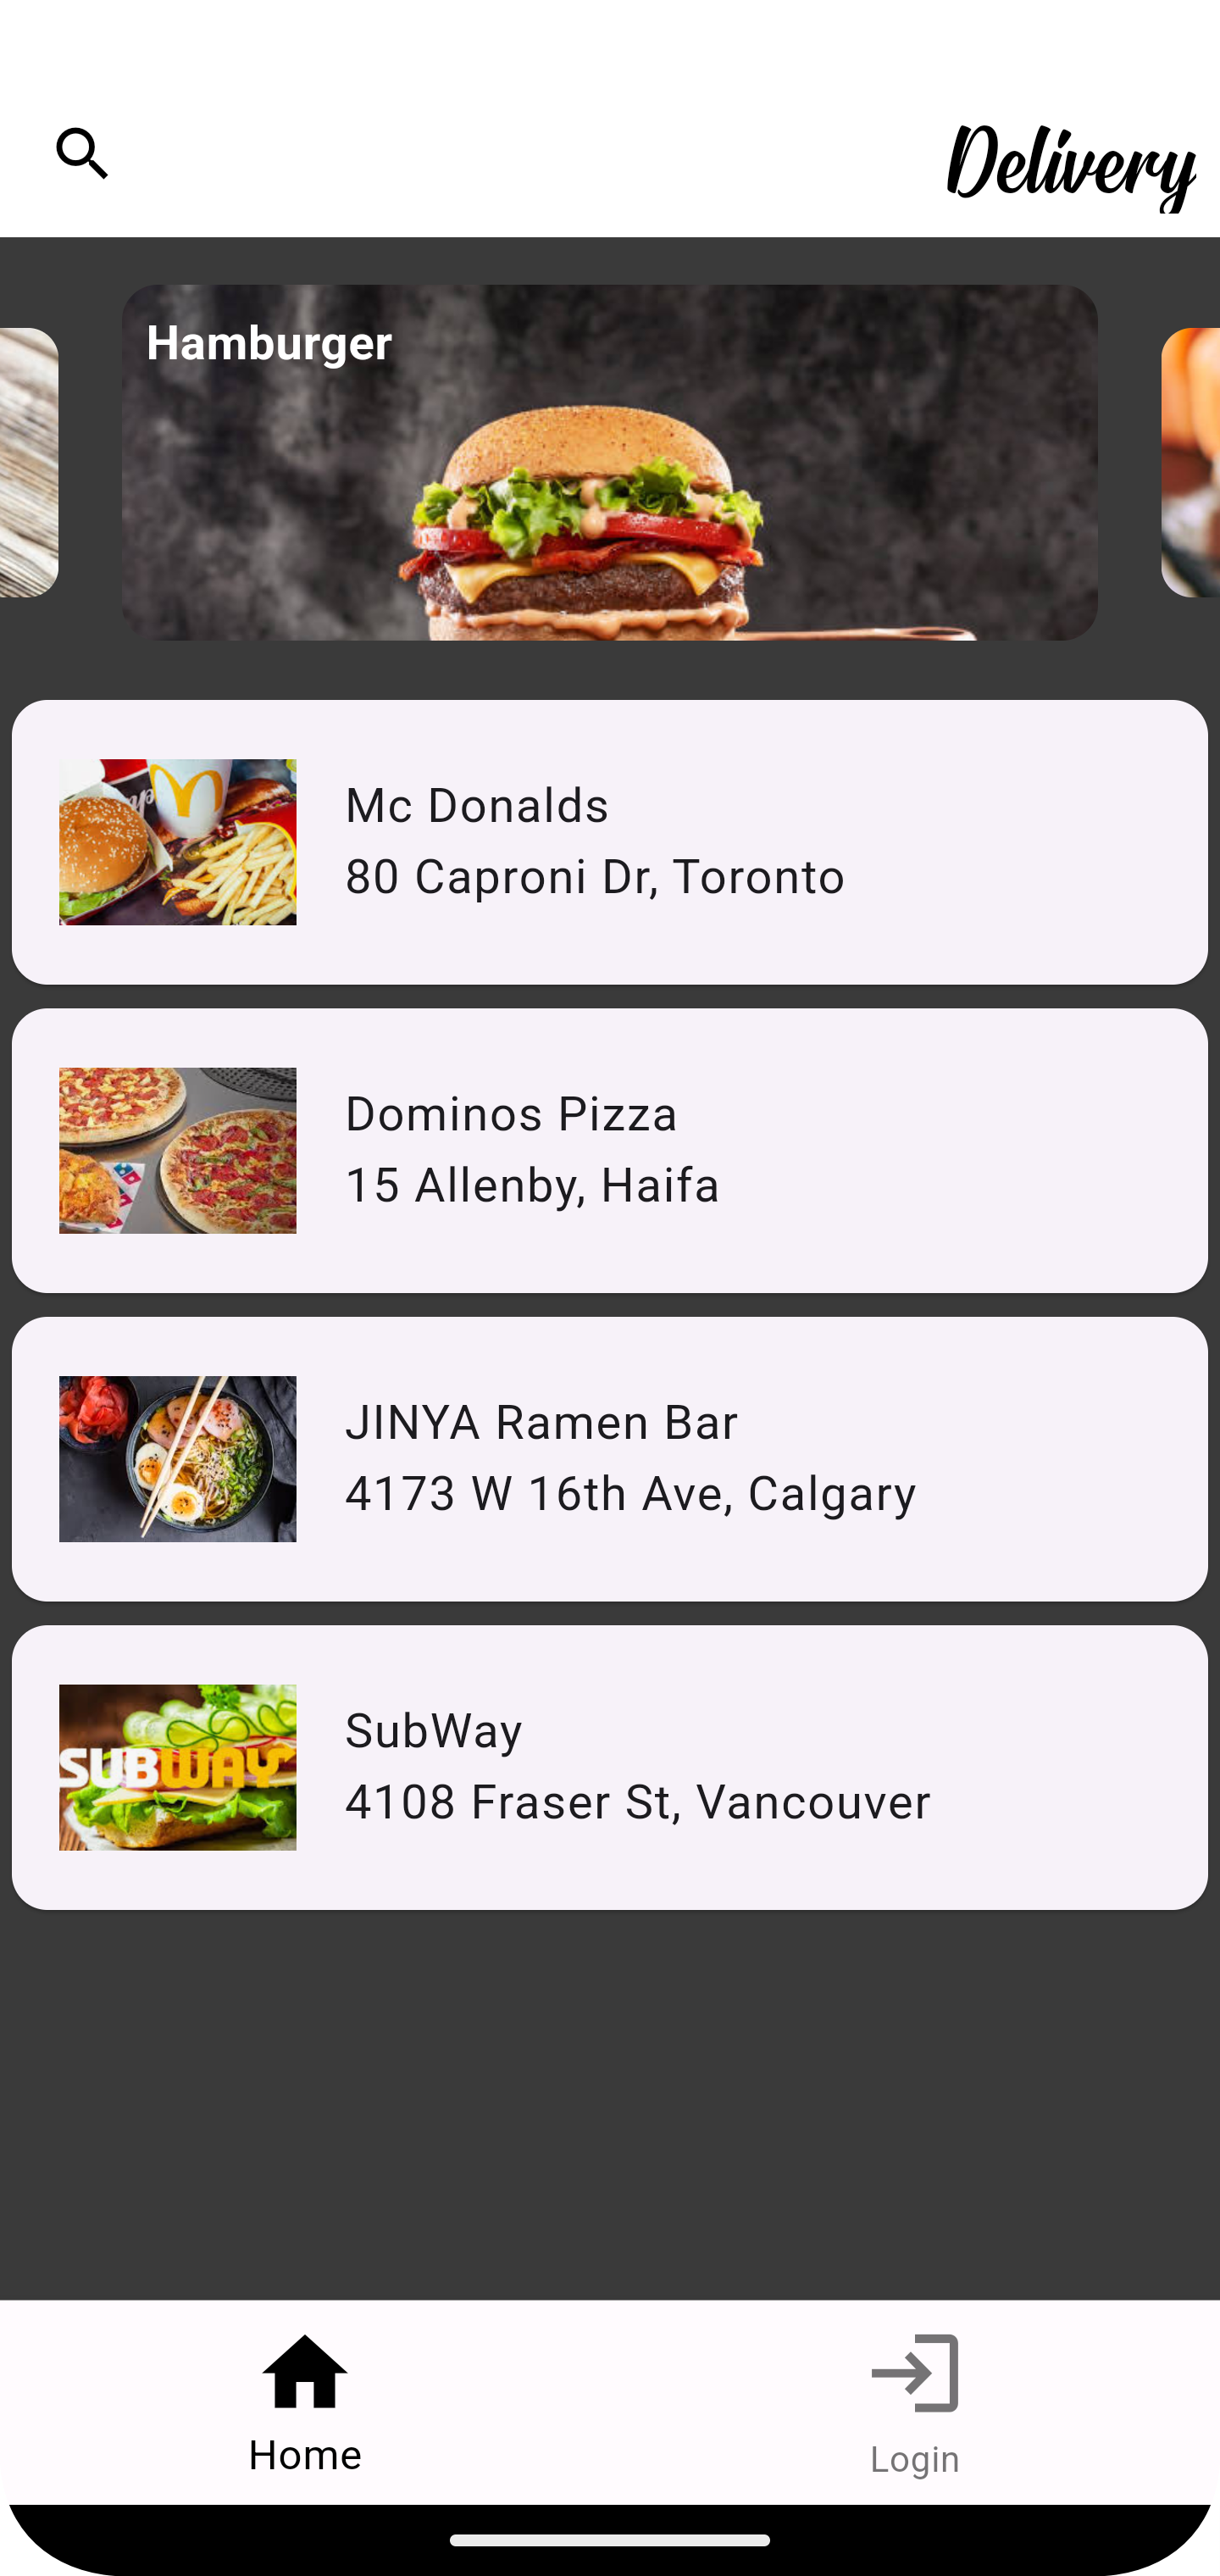 Delivery
Hamburger
Mc Donalds
80 Caproni Dr, Toronto
Dominos Pizza
15 Allenby, Haifa
JINYA Ramen Bar
4173 W 16th Ave, Calgary
SubWay
4108 Fraser St, Vancouver
SUBWAY
Home
Login